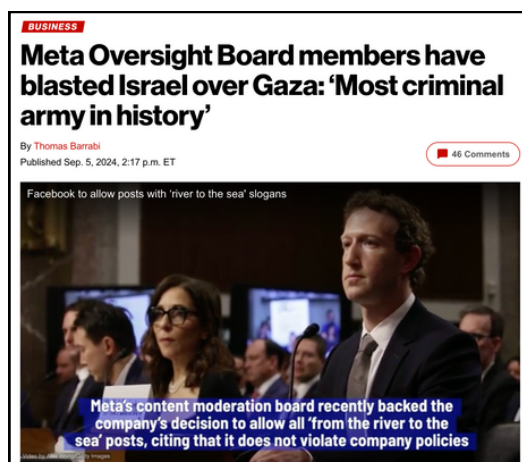 BUSINESS
Meta Oversight Board members have
blasted Israel over Gaza: ‘Most criminal
army in history’
By Thomas Barrabi
Published Sep. 5, 2024, 2:17 p.m. ET
46 Comments
Facebook to allow posts with 'river to the sea' slogans
Meta's content moderation board recently backed the
company's decision to allow all 'from the river to the
sea' posts, citing that it does not violate company policies